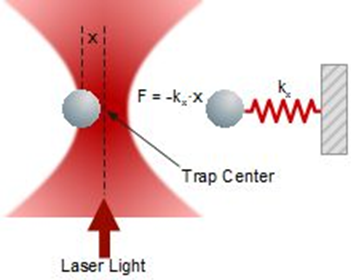 x
F = -kₓ·x
kₓ
Trap Center
Laser Light